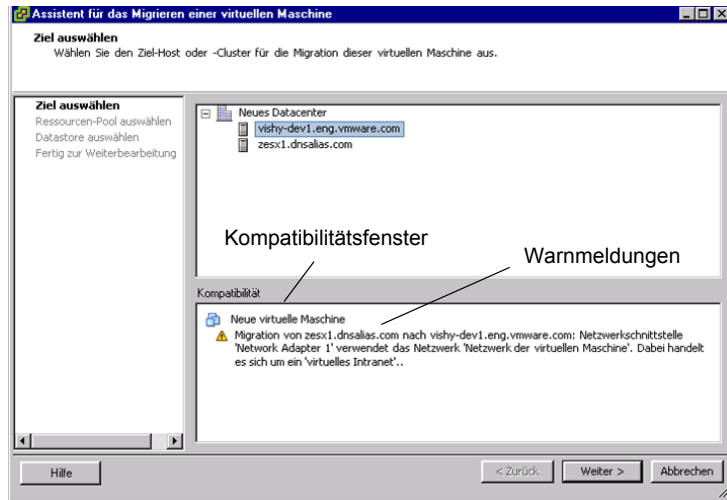 Assistent für das Migrieren einer virtuellen Maschine
Ziel auswählen
Wählen Sie den Ziel-Host oder -Cluster für die Migration dieser virtuellen Maschine aus.
Ziel auswählen
Ressourcen-Pool auswählen
Datastore auswählen
Fertig zur Weiterbearbeitung
Neues Datacenter
vishy-dev1.eng.vmware.com
zesx1.dnsalias.com
Kompatibilitätsfenster
Warnmeldungen
Kompatibilität
Neue virtuelle Maschine
Migration von zesx1.dnsalias.com nach vishy-dev1.eng.vmware.com: Netzwerkschnittstelle
'Network Adapter 1' verwendet das Netzwerk 'Netzwerk der virtuellen Maschine'. Dabei handelt
es sich um ein 'virtuelles Intranet'..
Hilfe
< Zurück
Weiter >
Abbrechen